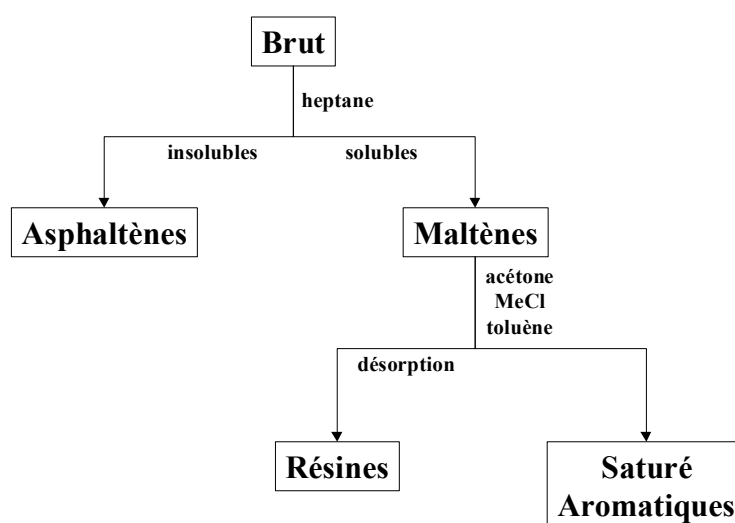 Brut
heptane
insolubles
solubles
Asphaltènes
Maltènes
acétone
MeCl
toluène
désorption
Résines
Saturé
Aromatiques